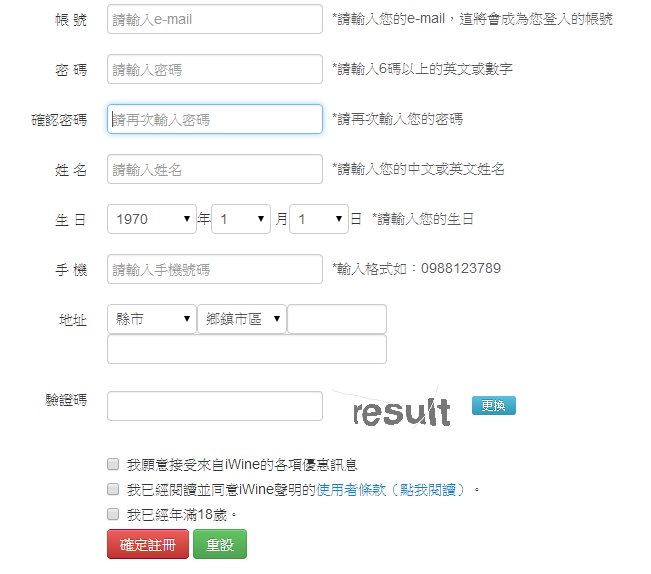 帳 號 請輸入e-mail *請輸入您的e-mail，這將會成為您登入的帳號
密 碼 請輸入密碼 *請輸入6碼以上的英文或數字
確認密碼 請再次輸入密碼 *請再次輸入您的密碼
姓 名 請輸入姓名 *請輸入您的中文或英文姓名
生 日 1970 年 1 月 1 日 *請輸入您的生日
手 機 請輸入手機號碼 *輸入格式如：0988123789
地址 縣市 鄉鎮市區
驗證碼 result 更換
我願意接受來自iWine的各項優惠訊息
我已經閱讀並同意iWine聲明的使用者條款（點我閱讀）。
我已經年滿18歲。
確定註冊 重設